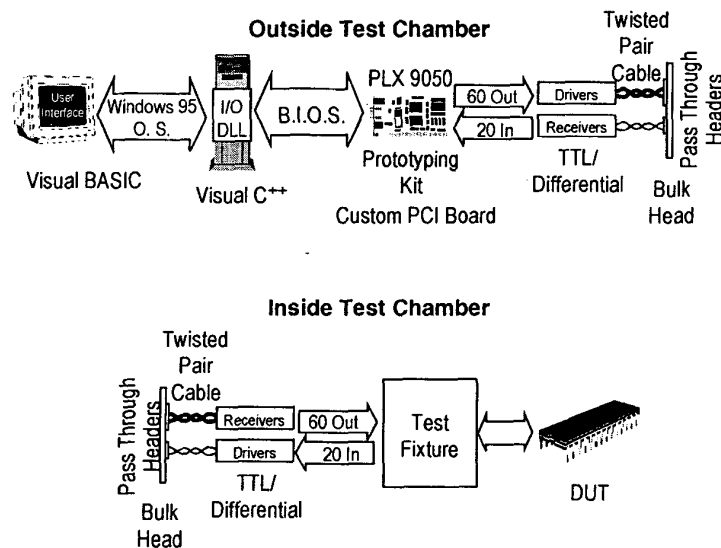 Outside Test Chamber
User
Interface
Visual BASIC
Windows 95
O. S.
I/O
DLL
Visual C++
B.I.O.S.
PLX 9050
Prototyping
Kit
Custom PCI Board
60 Out
20 In
Drivers
Receivers
TTL/
Differential
Twisted
Pair
Cable
Pass Through
Headers
Bulk
Head
Inside Test Chamber
Twisted
Pair
Cable
Pass Through
Headers
Bulk
Head
Receivers
Drivers
TTL/
Differential
60 Out
20 In
Test
Fixture
DUT